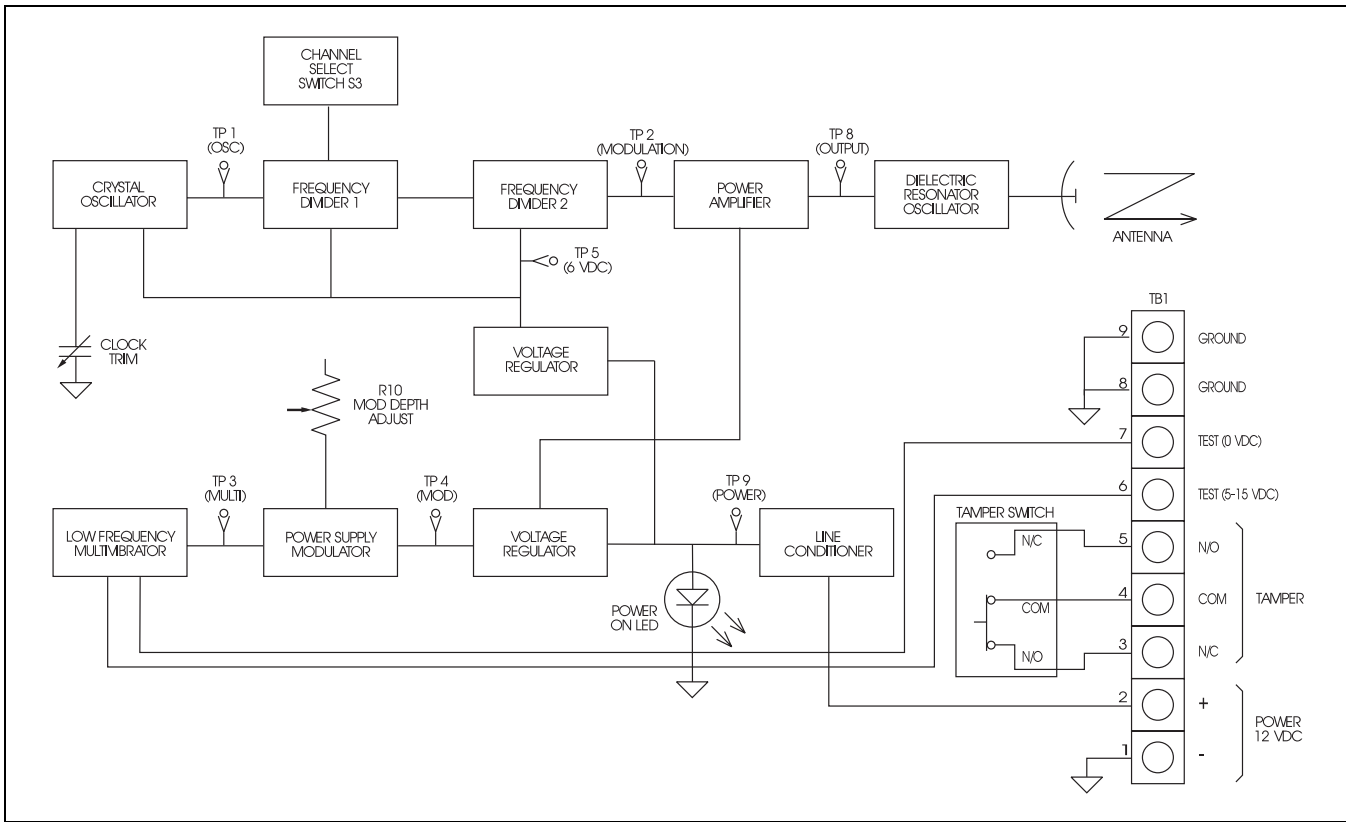 CHANNEL
SELECT
SWITCH S3
TP 1
(OSC)
TP 2
(MODULATION)
TP 8
(OUTPUT)
CRYSTAL
OSCILLATOR
FREQUENCY
DIVIDER 1
FREQUENCY
DIVIDER 2
POWER
AMPLIFIER
DIELECTRIC
RESONATOR
OSCILLATOR
ANTENNA
TP 5
(6 VDC)
CLOCK
TRIM
VOLTAGE
REGULATOR
R10
MOD DEPTH
ADJUST
TP 3
(MULTI)
TP 4
(MOD)
TP 9
(POWER)
LOW FREQUENCY
MULTIVIBRATOR
POWER SUPPLY
MODULATOR
VOLTAGE
REGULATOR
LINE
CONDITIONER
POWER
ON LED
TAMPER SWITCH
N/C
COM
N/O
TB1
9 GROUND
8 GROUND
7 TEST (0 VDC)
6 TEST (5-15 VDC)
5 N/O
4 COM
3 N/C
TAMPER
2 +
1 -
POWER
12 VDC